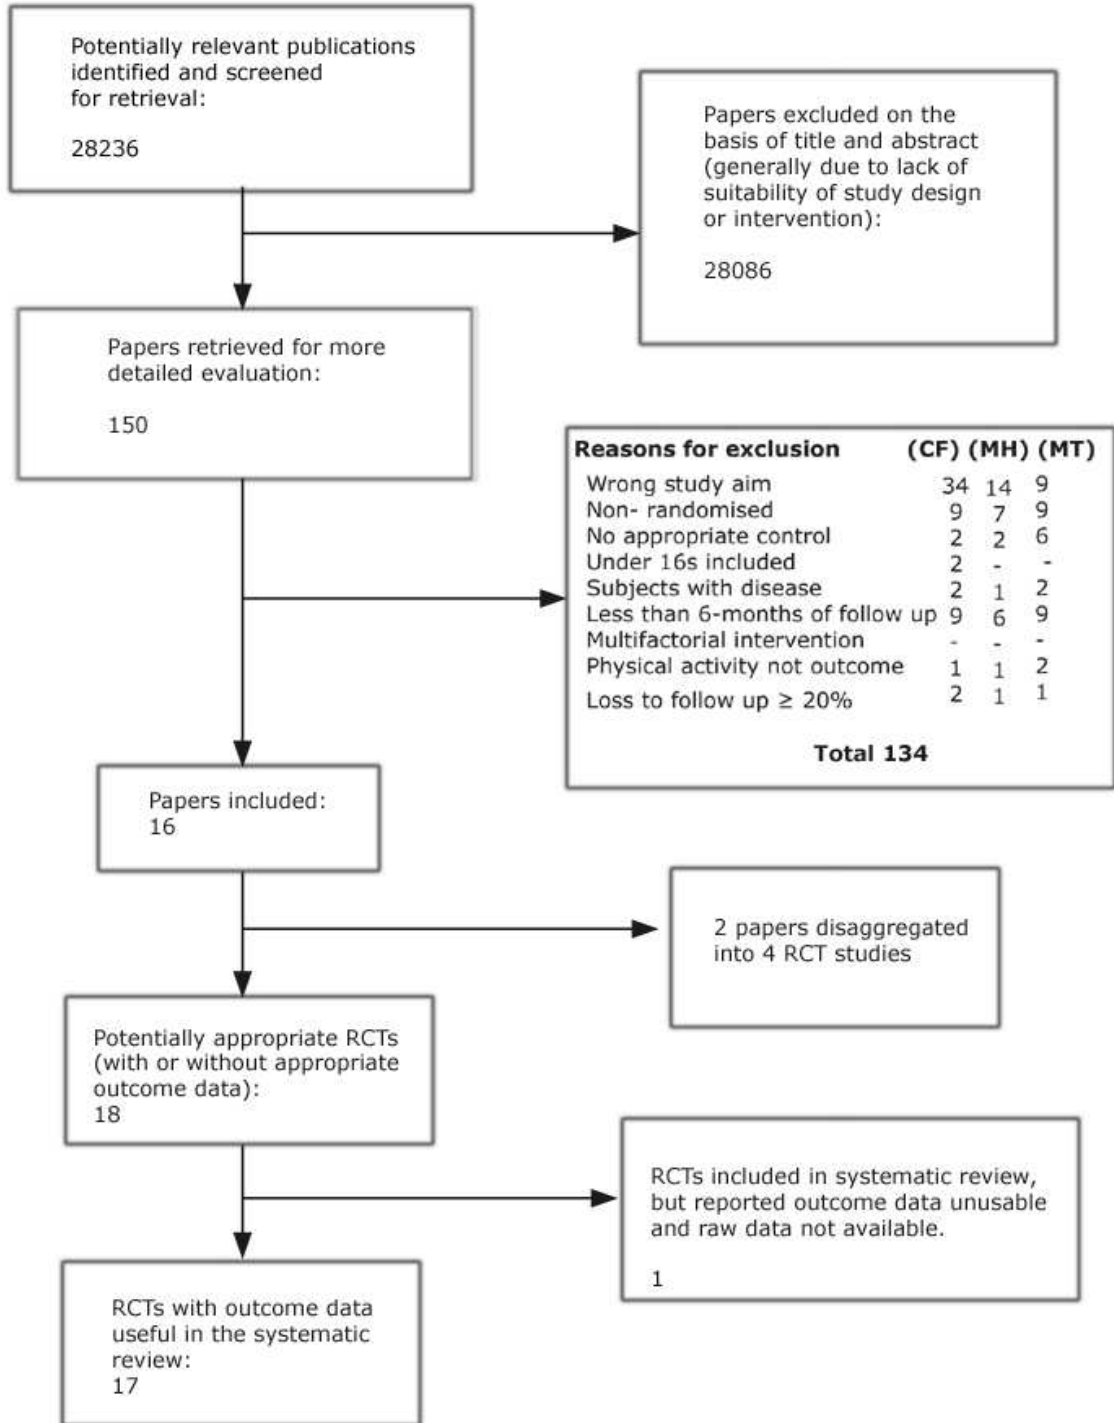 Potentially relevant publications
identified and screened
for retrieval:
28236
Papers excluded on the
basis of title and abstract
(generally due to lack of
suitability of study design
or intervention):
28086
Papers retrieved for more
detailed evaluation:
150
Reasons for exclusion (CF) (MH) (MT)
Wrong study aim 34 14 9
Non- randomised 9 7 9
No appropriate control 2 2 6
Under 16s included 2 - -
Subjects with disease 2 1 2
Less than 6-months of follow up 9 6 9
Multifactorial intervention - - -
Physical activity not outcome 1 1 2
Loss to follow up ≥ 20% 2 1 1
Total 134
Papers included:
16
2 papers disaggregated
into 4 RCT studies
Potentially appropriate RCTs
(with or without appropriate
outcome data):
18
RCTs included in systematic review,
but reported outcome data unusable
and raw data not available.
1
RCTs with outcome data
useful in the systematic
review:
17